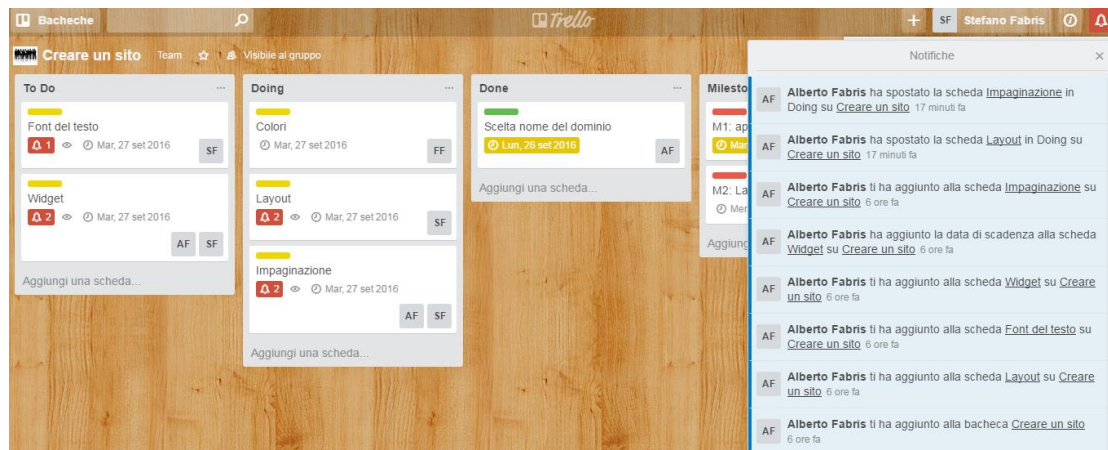 Bacheche
Trello
SF Stefano Fabris
Creare un sito Team Visibile al gruppo
To Do
Font del testo
1 Mar, 27 set 2016
SF
Widget
2 Mar, 27 set 2016
AF SF
Aggiungi una scheda...
Doing
Colori
Mar, 27 set 2016
FF
Layout
2 Mar, 27 set 2016
SF
Impaginazione
2 Mar, 27 set 2016
AF SF
Aggiungi una scheda...
Done
Scelta nome del dominio
Lun, 26 set 2016
AF
Aggiungi una scheda...
Milesto
M1: ap
Mar
M2: La
Mer
Aggiung
Notifiche
AF
Alberto Fabris ha spostato la scheda Impaginazione in
Doing su Creare un sito 17 minuti fa
AF
Alberto Fabris ha spostato la scheda Layout in Doing su
Creare un sito 17 minuti fa
AF
Alberto Fabris ti ha aggiunto alla scheda Impaginazione su
Creare un sito 6 ore fa
AF
Alberto Fabris ha aggiunto la data di scadenza alla scheda
Widget su Creare un sito 6 ore fa
AF
Alberto Fabris ti ha aggiunto alla scheda Widget su Creare
un sito 6 ore fa
AF
Alberto Fabris ti ha aggiunto alla scheda Font del testo su
Creare un sito 6 ore fa
AF
Alberto Fabris ti ha aggiunto alla scheda Layout su Creare
un sito 6 ore fa
AF
Alberto Fabris ti ha aggiunto alla bacheca Creare un sito
6 ore fa